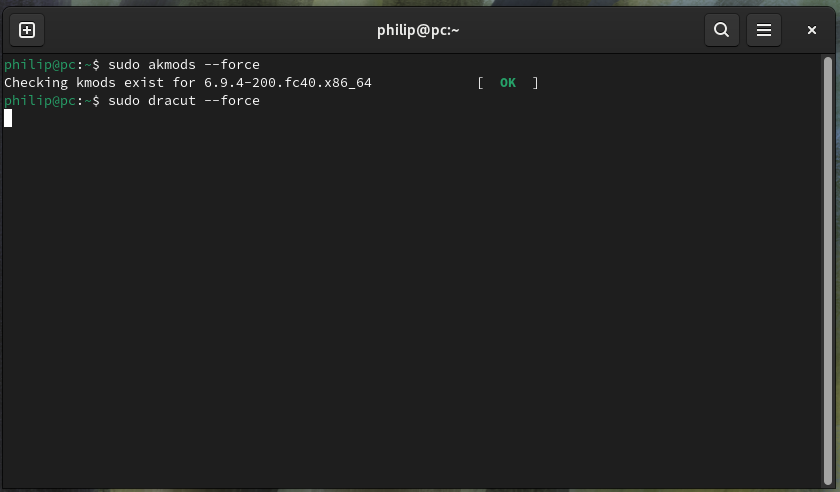 philip@pc:~
philip@pc:~$ sudo akmods --force
Checking kmods exist for 6.9.4-200.fc40.x86_64             [  OK  ]
philip@pc:~$ sudo dracut --force